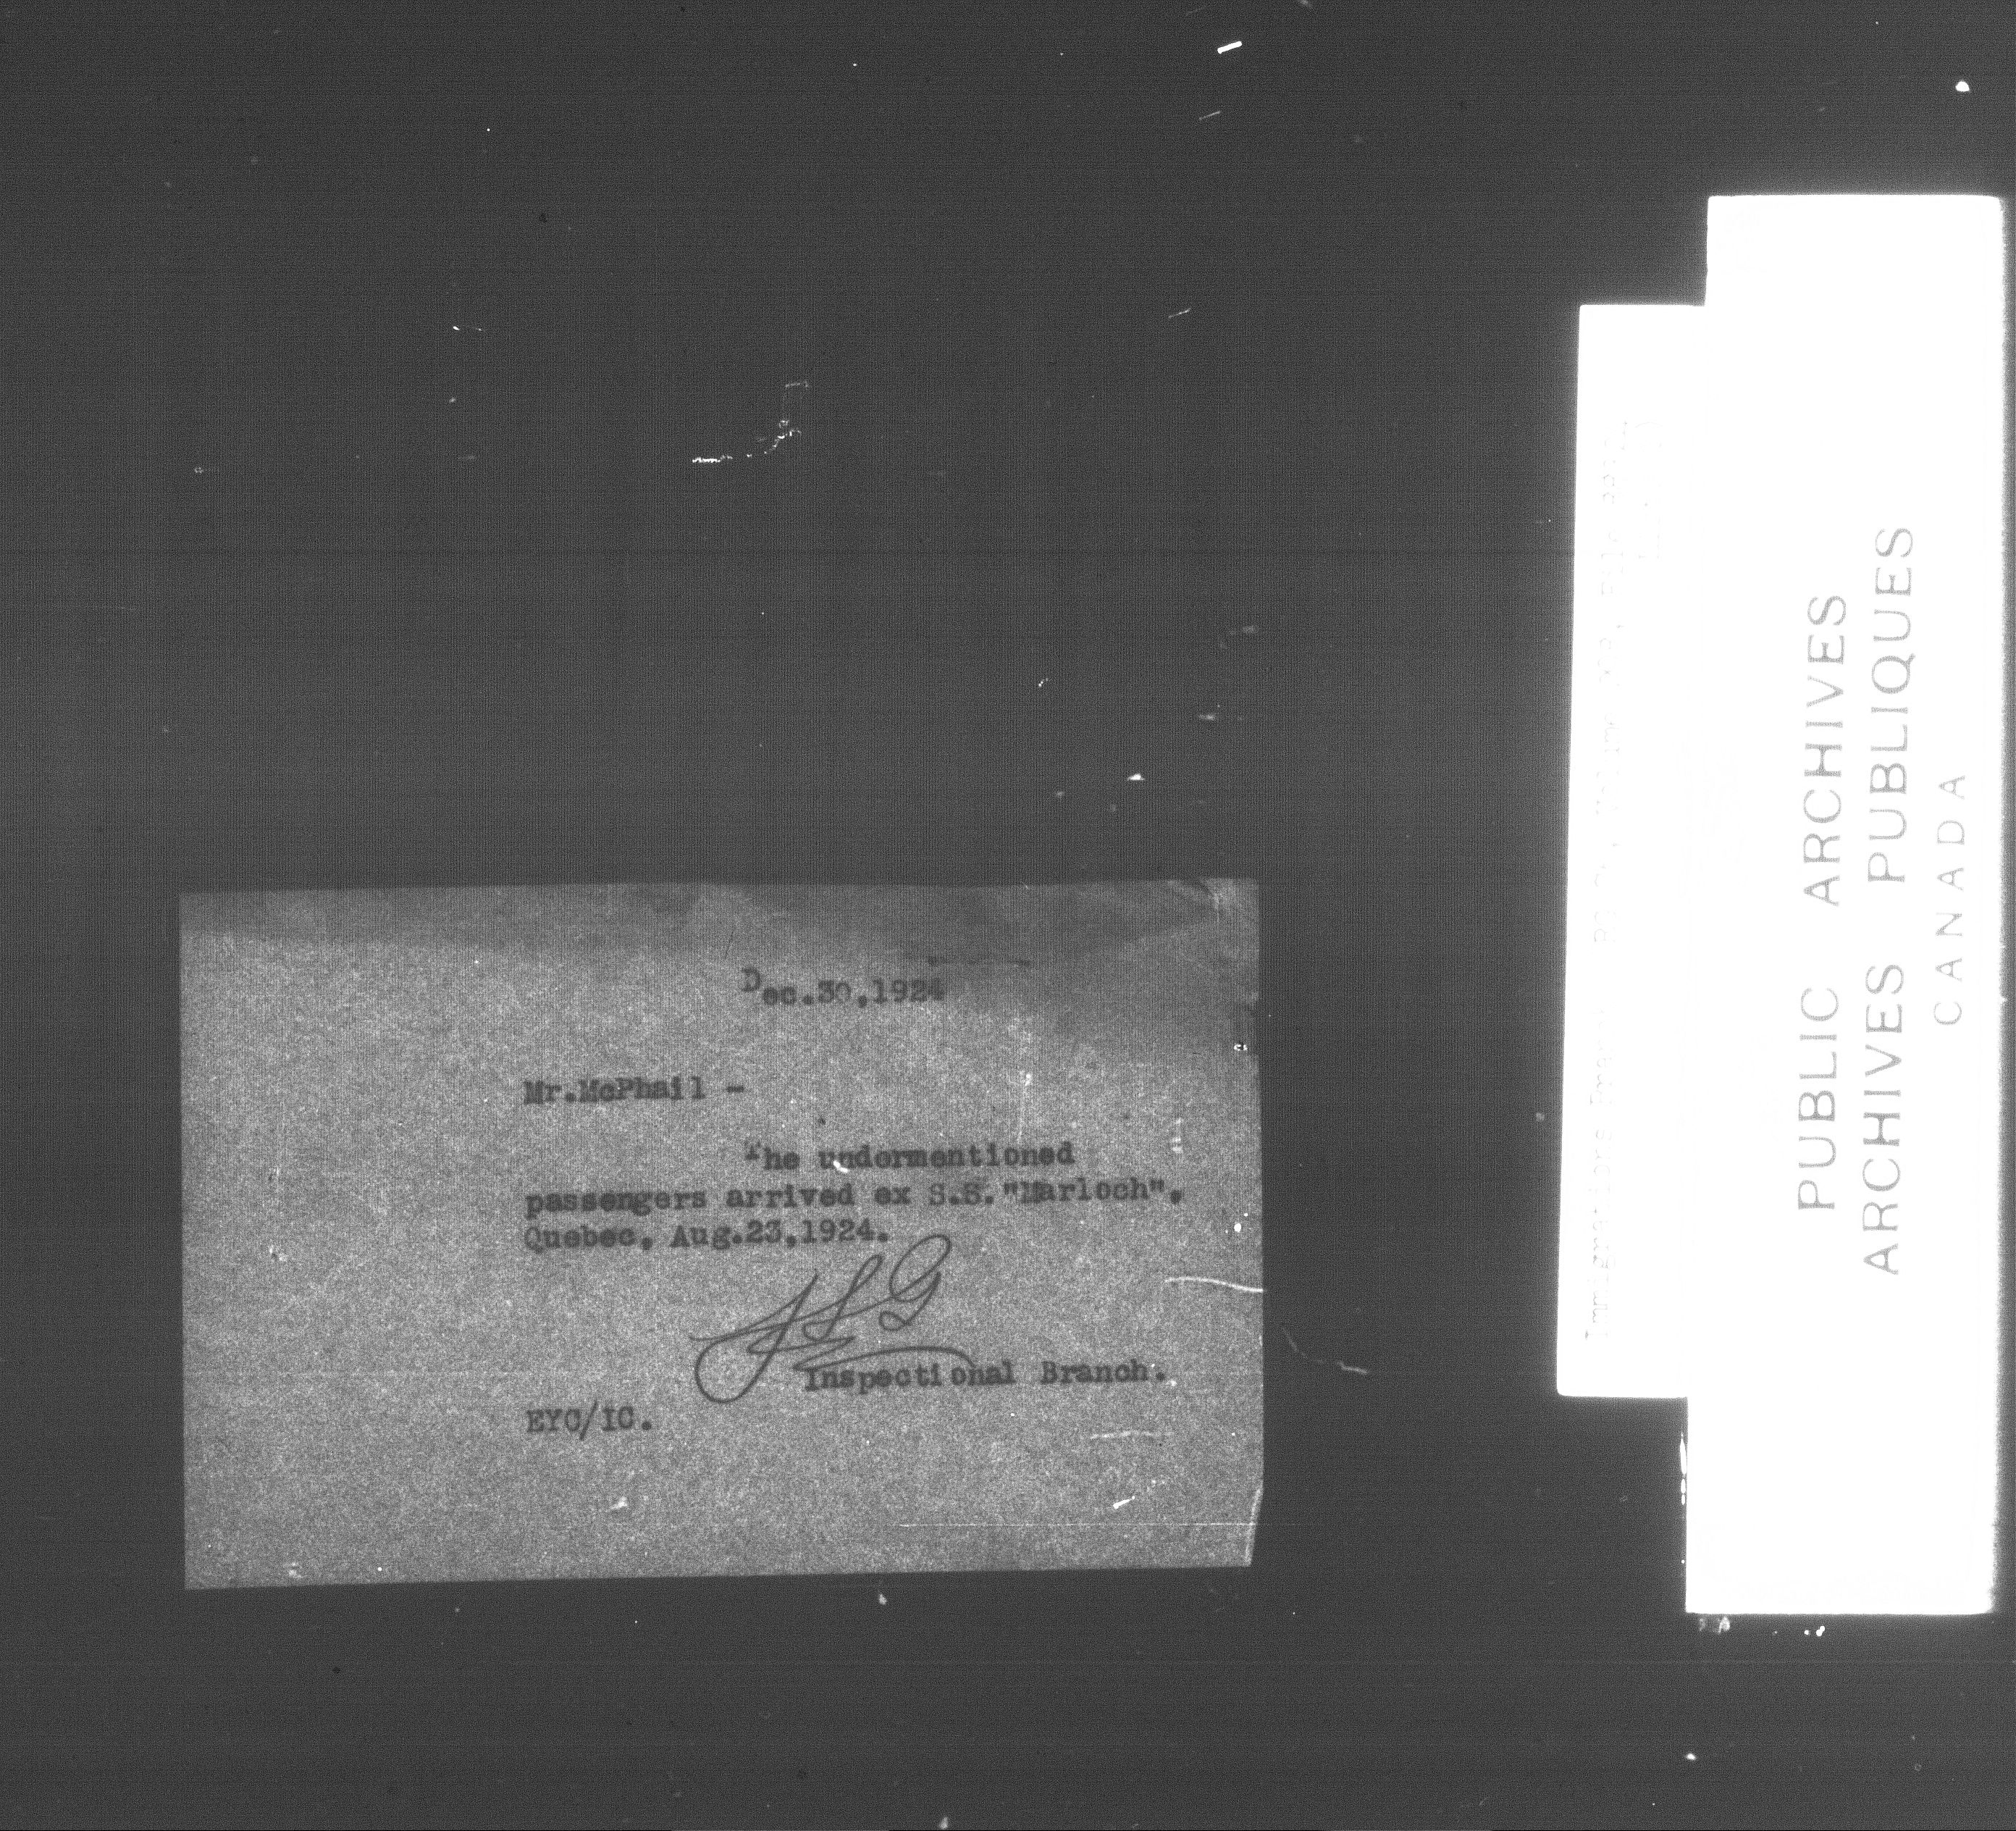 Dec.30,1924
Mr.McPhail -
The undermentioned
passengers arrived ex S.S."Marloch",
Quebec, Aug.23,1924.
Inspectional Branch.
EYC/IC.
PUBLIC ARCHIVES
ARCHIVES PUBLIQUES
CANADA